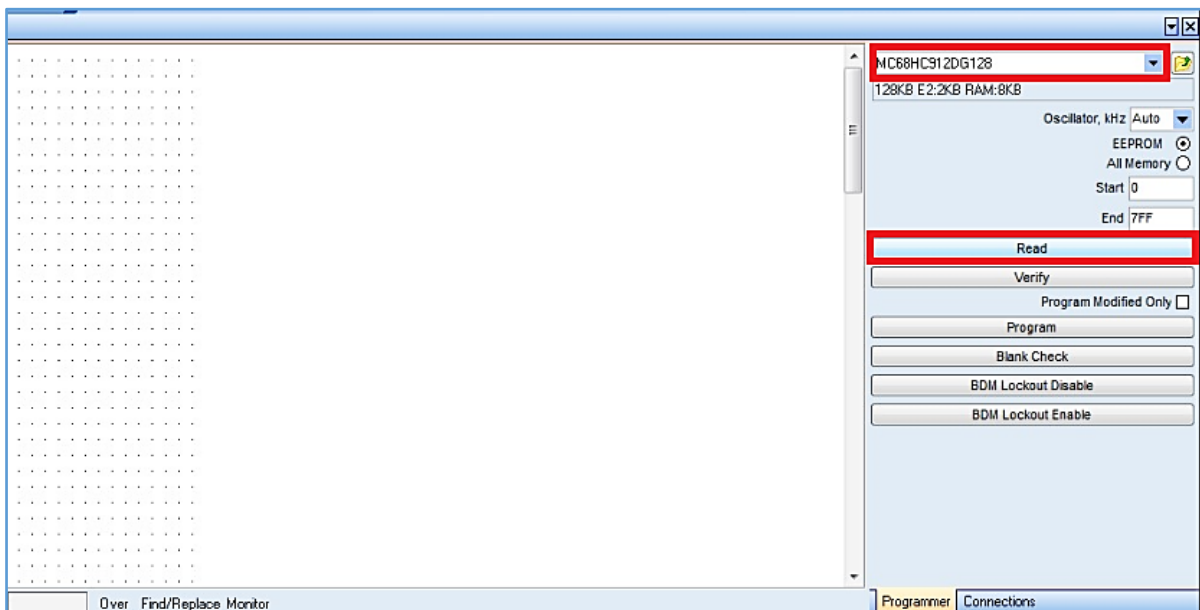 MC68HC912DG128
128KB E2:2KB RAM:8KB
Oscillator, kHz Auto
EEPROM
All Memory
Start 0
End 7FF
Read
Verify
Program Modified Only
Program
Blank Check
BDM Lockout Disable
BDM Lockout Enable
Over Find/Replace Monitor
Programmer Connections